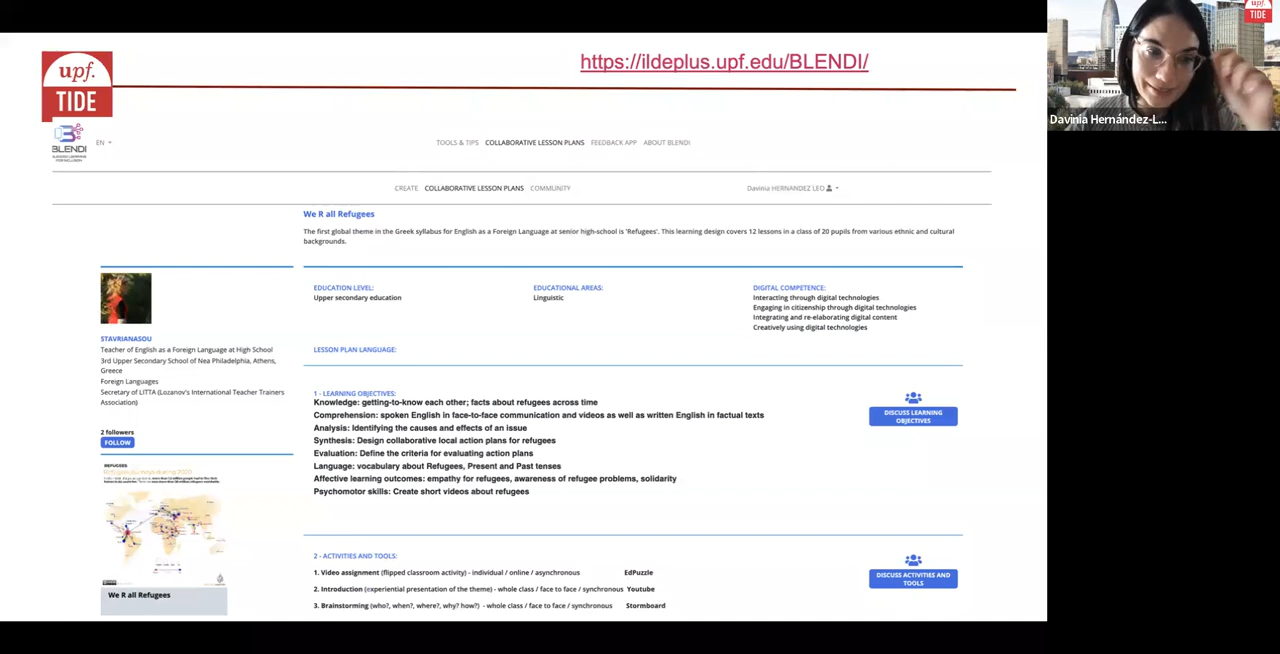 upf.
TIDE
https://ildeplus.upf.edu/BLENDI/
upf.
TIDE
Davinia Hernández-L...
BLENDI
EN
TOOLS & TIPS COLLABORATIVE LESSON PLANS FEEDBACK APP ABOUT BLENDI
CREATE COLLABORATIVE LESSON PLANS COMMUNITY
Davinia HERNANDEZ LEO
We R all Refugees
The first global theme in the Greek syllabus for English as a Foreign Language at senior high-school is 'Refugees'. This learning design covers 12 lessons in a class of 20 pupils from various ethnic and cultural
backgrounds.
EDUCATION LEVEL:
Upper secondary education
EDUCATIONAL AREAS:
Linguistic
DIGITAL COMPETENCE:
Interacting through digital technologies
Engaging in citizenship through digital technologies
Integrating and re-elaborating digital content
Creatively using digital technologies
LESSON PLAN LANGUAGE:
STAVRIANASOU
Teacher of English as a Foreign Language at High School
3rd Upper Secondary School of Nea Philadelphia, Athens,
Greece
Foreign Languages
Secretary of LITTA (Lozanov's International Teacher Trainers
Association)
2 followers
FOLLOW
REFUGEES
We R all Refugees
1 - LEARNING OBJECTIVES:
Knowledge: getting-to-know each other; facts about refugees across time
Comprehension: spoken English in face-to-face communication and videos as well as written English in factual texts
Analysis: Identifying the causes and effects of an issue
Synthesis: Design collaborative local action plans for refugees
Evaluation: Define the criteria for evaluating action plans
Language: vocabulary about Refugees, Present and Past tenses
Affective learning outcomes: empathy for refugees, awareness of refugee problems, solidarity
Psychomotor skills: Create short videos about refugees
DISCUSS LEARNING
OBJECTIVES
2 - ACTIVITIES AND TOOLS:
1. Video assignment (flipped classroom activity) - individual / online / asynchronous EdPuzzle
2. Introduction (experiential presentation of the theme) - whole class / face to face / synchronous Youtube
3. Brainstorming (who?, when?, where?, why? how?) - whole class / face to face / synchronous Stormboard
DISCUSS ACTIVITIES AND
TOOLS